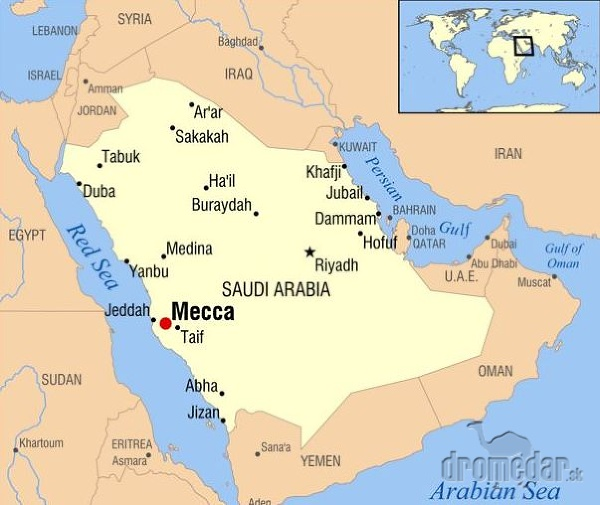 SYRIA
LEBANON
Baghdad
IRAQ
ISRAEL
Amman
JORDAN
Ar'ar
Sakakah
KUWAIT
IRAN
Tabuk
Khafji
Persian
Ha'il
Jubail
Duba
Buraydah
Dammam
BAHRAIN
Doha
Gulf
EGYPT
Red Sea
Hofuf
QATAR
Dubai
Gulf of
Oman
Medina
Yanbu
Riyadh
Abu Dhabi
U.A.E.
Muscat
SAUDI ARABIA
Jeddah
Mecca
Taif
SUDAN
Abha
OMAN
Jizan
Khartoum
ERITREA
Asmara
Sana'a
YEMEN
dromedar.sk
Arabian Sea
Aden